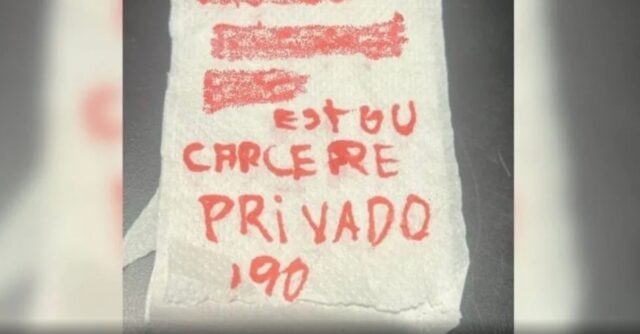 ESTOU
CARCERE
PRIVADO
190